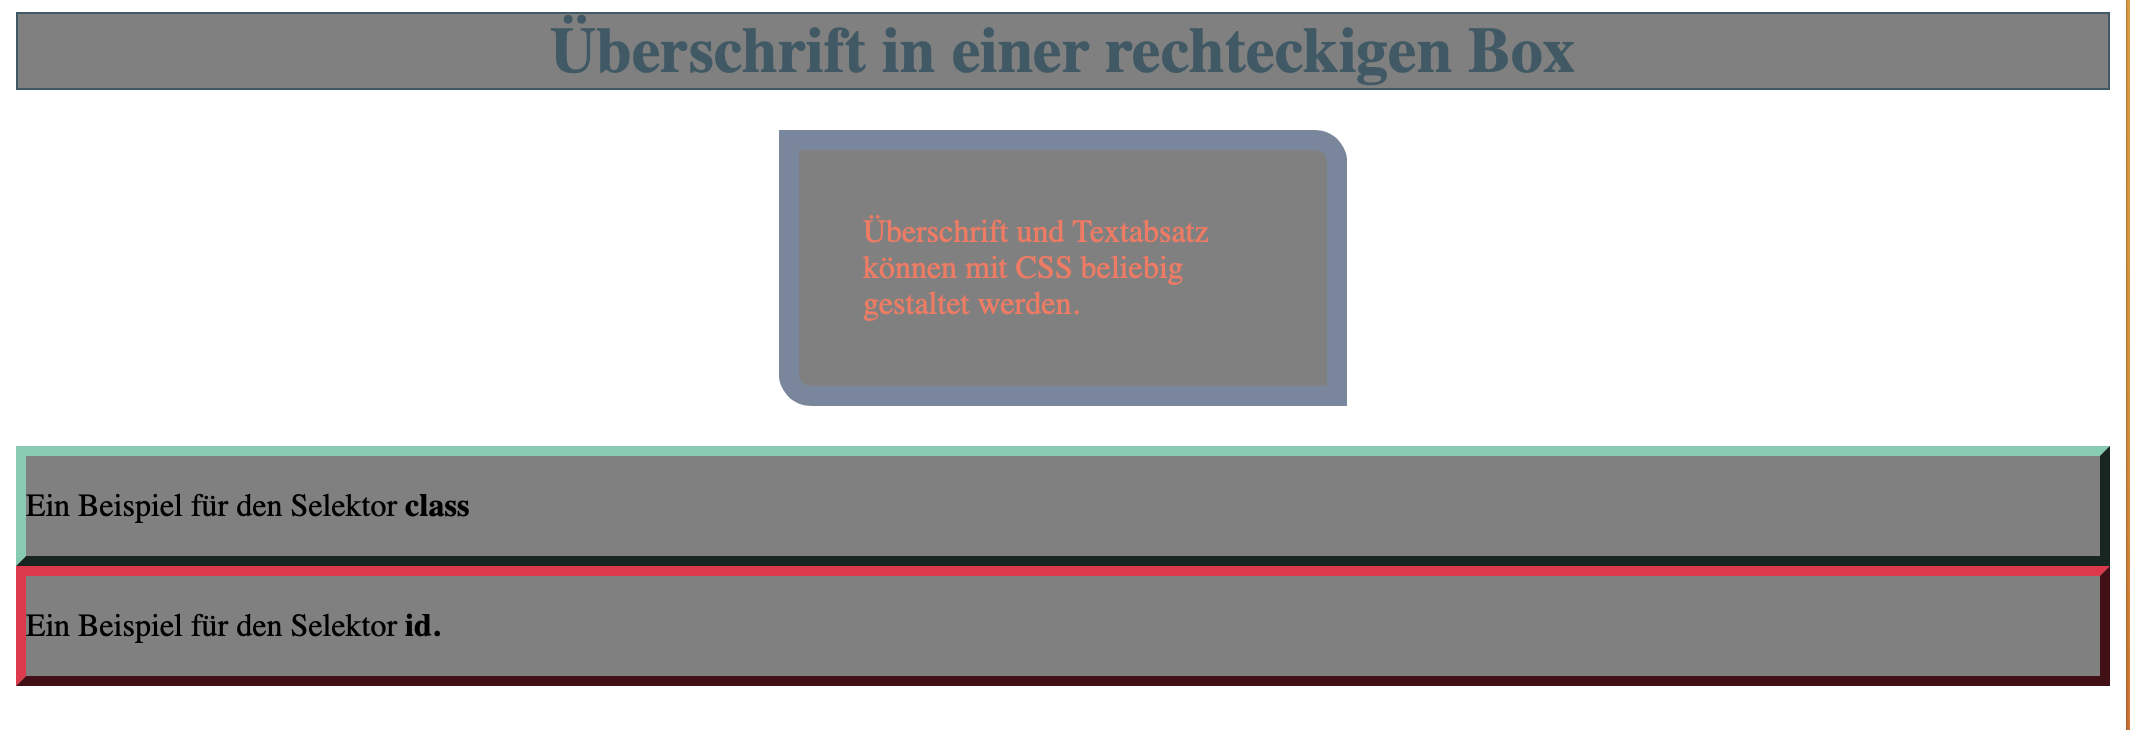 Überschrift in einer rechteckigen Box
Überschrift und Textabsatz
können mit CSS beliebig
gestaltet werden.
Ein Beispiel für den Selektor class
Ein Beispiel für den Selektor id.